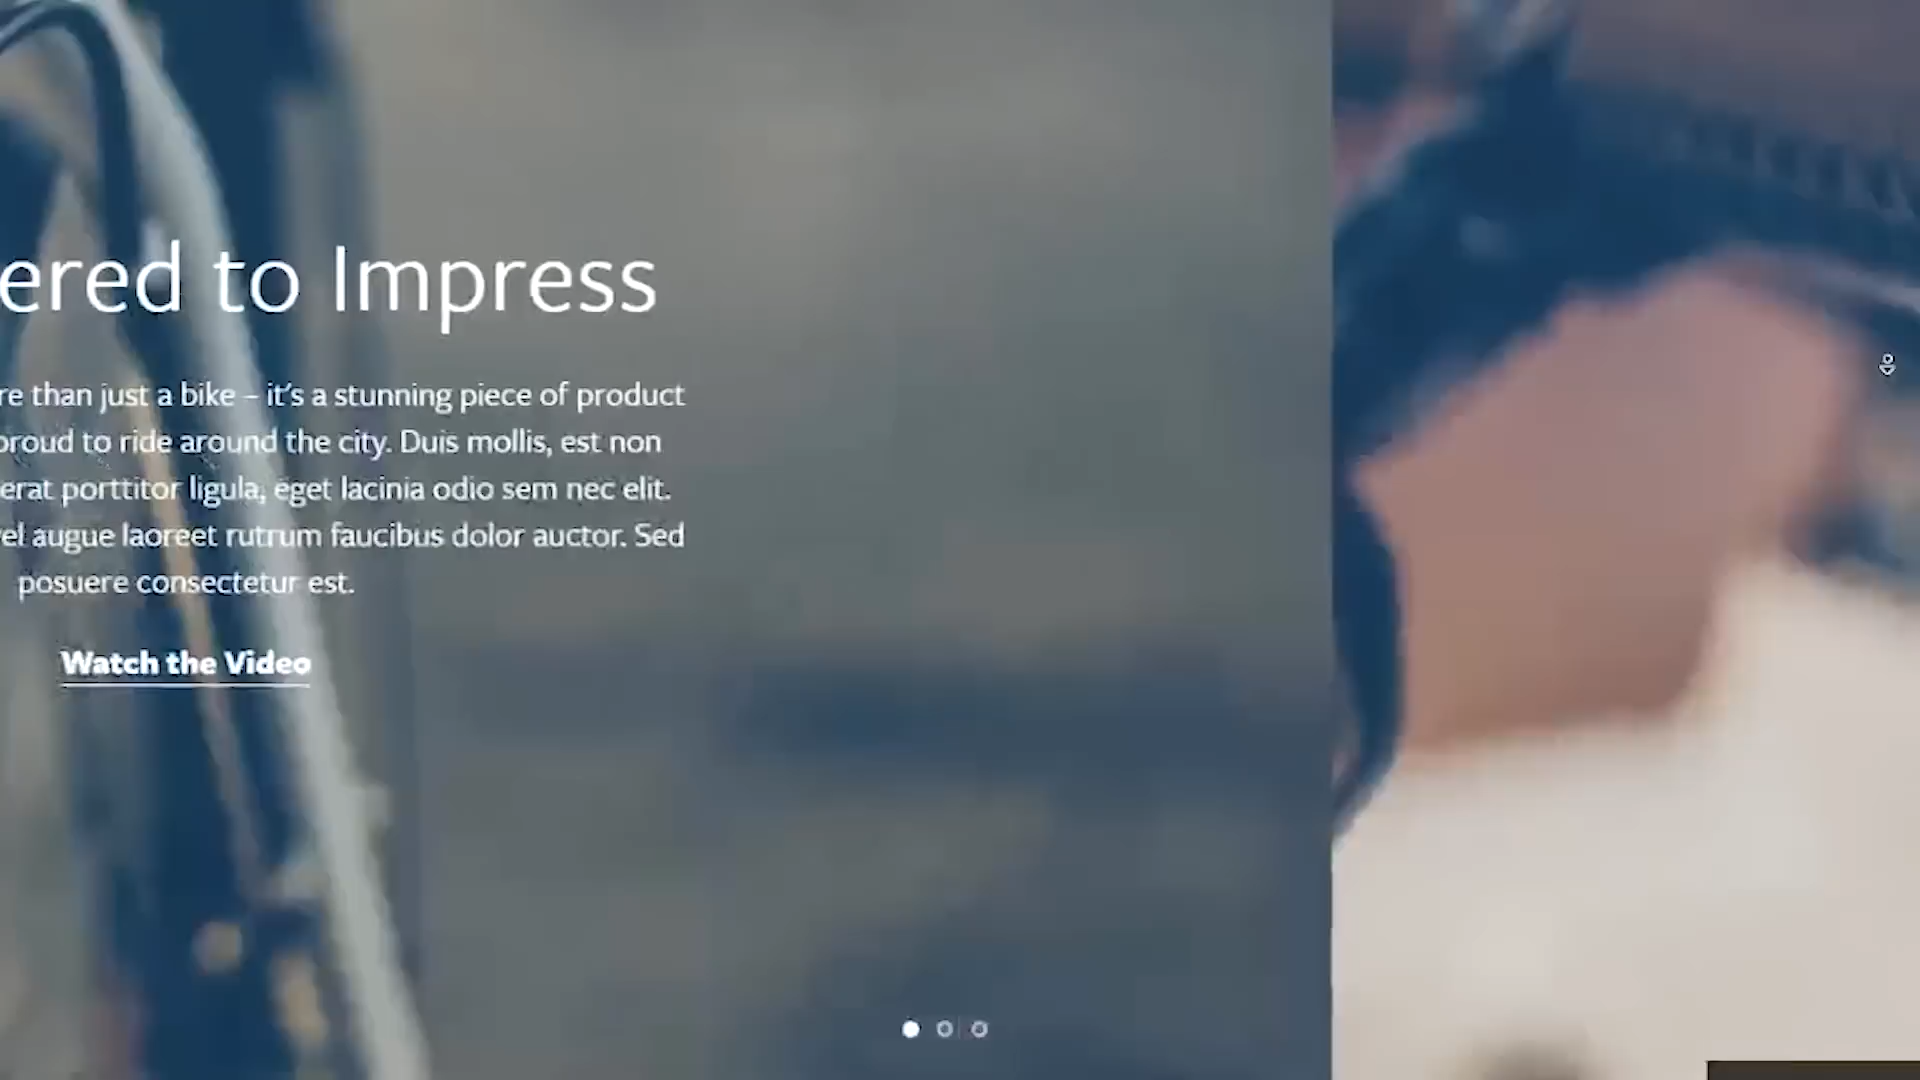 ered to Impress
re than just a bike – it's a stunning piece of product
proud to ride around the city. Duis mollis, est non
erat porttitor ligula, eget lacinia odio sem nec elit.
vel augue laoreet rutrum faucibus dolor auctor. Sed
posuere consectetur est.
Watch the Video